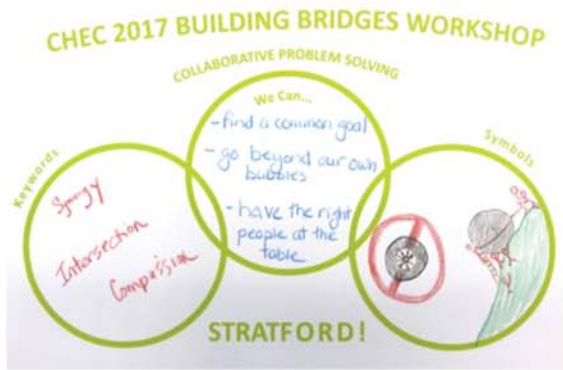 CHEC 2017 BUILDING BRIDGES WORKSHOP
COLLABORATIVE PROBLEM SOLVING
Keywords
Synergy
Intersection
Compassion
We Can...
- find a common goal
- go beyond our own
bubbles
- have the right
people at the
table
Symbols
STRATFORD!